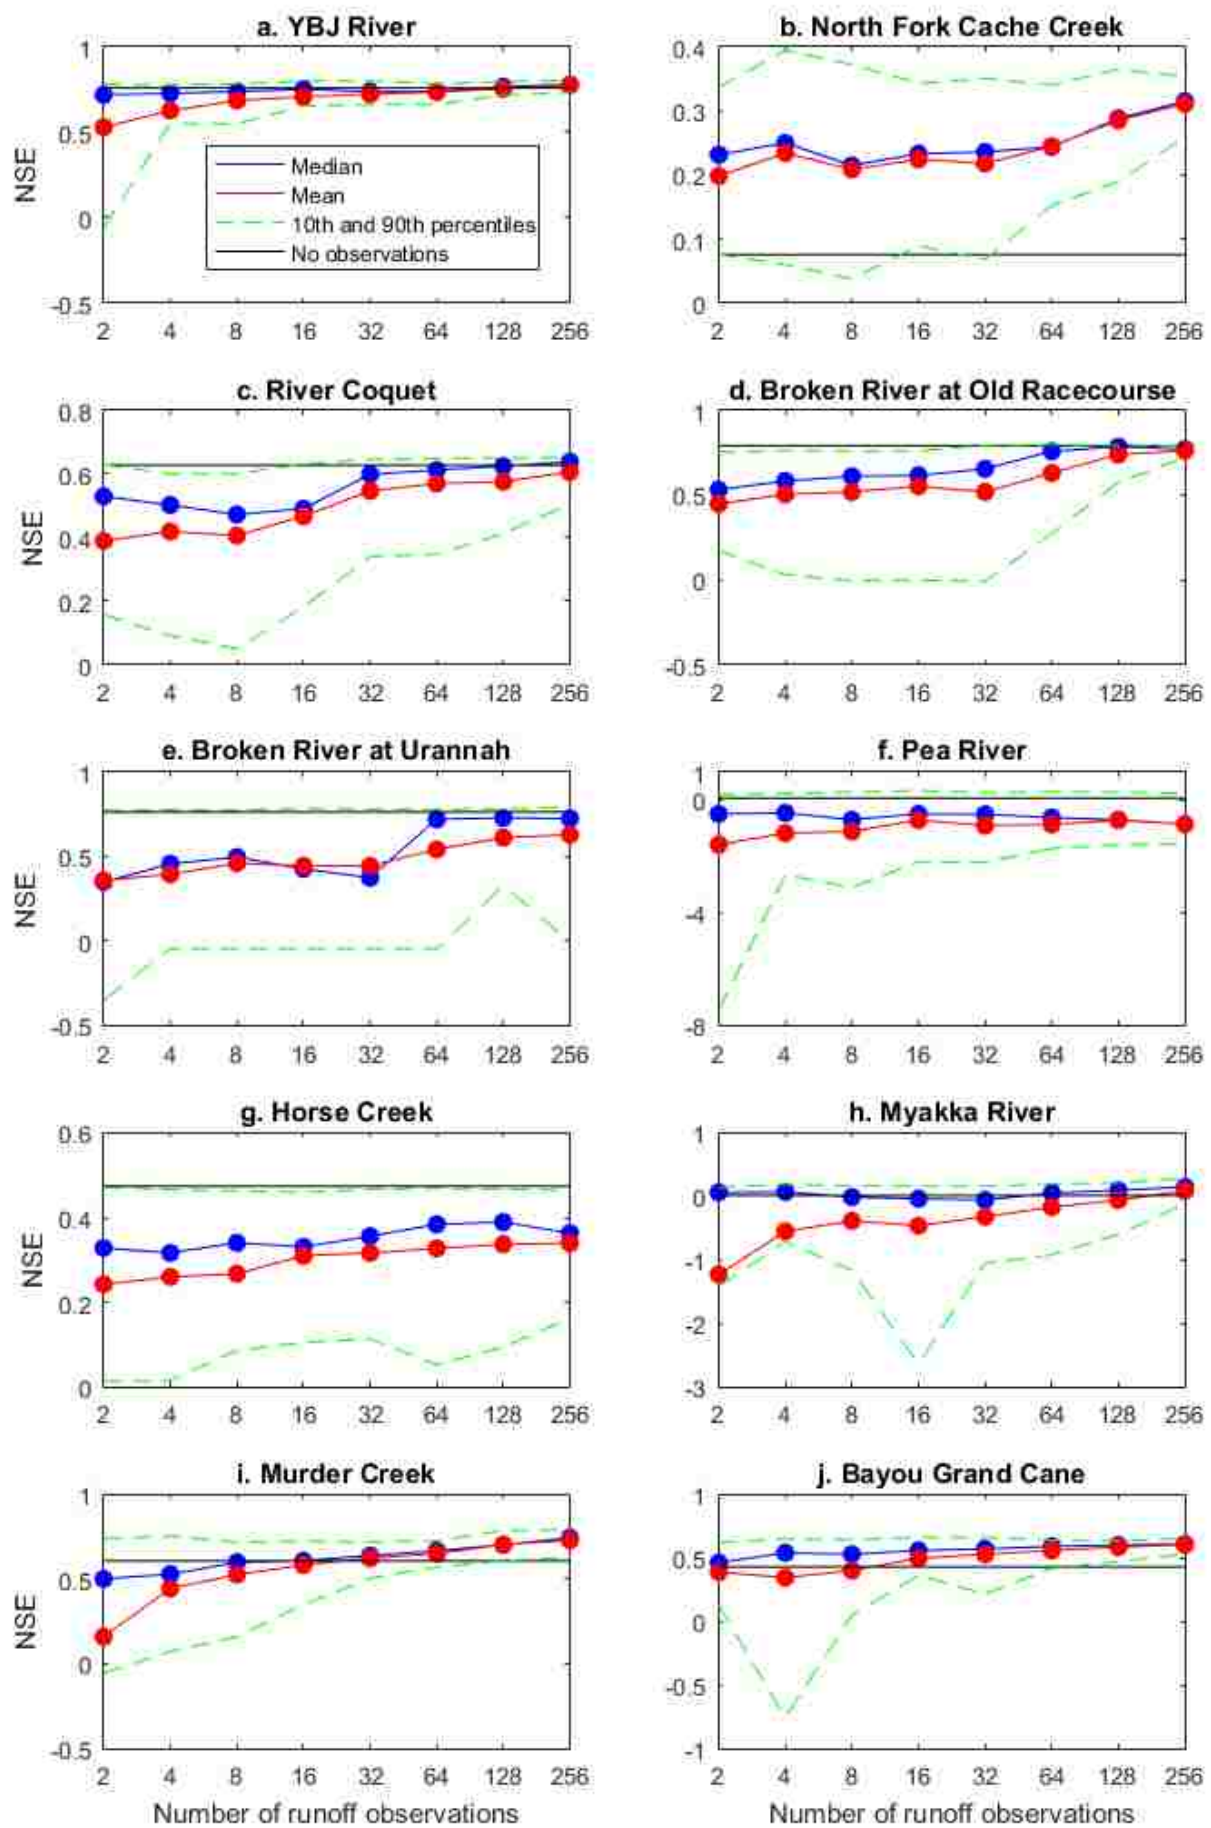 a. YBJ River
1
0.5
0
-0.5
NSE
Median
Mean
10th and 90th percentiles
No observations
2 4 8 16 32 64 128 256
b. North Fork Cache Creek
0.4
0.3
0.2
0.1
0
2 4 8 16 32 64 128 256
c. River Coquet
0.8
0.6
0.4
0.2
0
NSE
2 4 8 16 32 64 128 256
d. Broken River at Old Racecourse
1
0.5
0
-0.5
2 4 8 16 32 64 128 256
e. Broken River at Urannah
1
0.5
0
-0.5
NSE
2 4 8 16 32 64 128 256
f. Pea River
1
0
-4
-8
2 4 8 16 32 64 128 256
g. Horse Creek
0.6
0.4
0.2
0
NSE
2 4 8 16 32 64 128 256
h. Myakka River
1
0
-1
-2
-3
2 4 8 16 32 64 128 256
i. Murder Creek
1
0.5
0
-0.5
NSE
2 4 8 16 32 64 128 256
Number of runoff observations
j. Bayou Grand Cane
1
0.5
0
-0.5
-1
2 4 8 16 32 64 128 256
Number of runoff observations